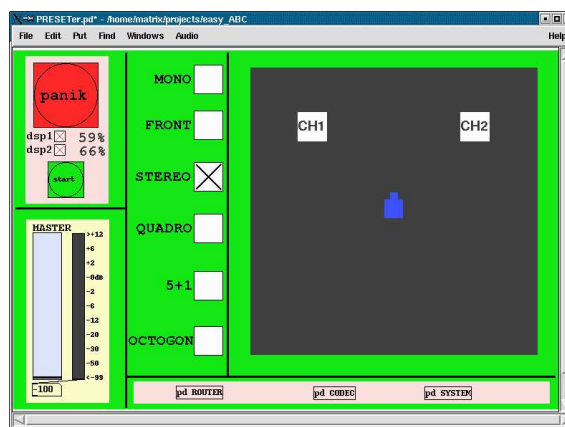 PRESETer.pd* - /home/matrix/projects/easy_ABC
File Edit Put Find Windows Audio Help
panik
dsp1 59%
dsp2 66%
start
MONO
FRONT
STEREO
QUADRO
5+1
OCTOGON
CH1 CH2
MASTER
>+12
+6
+2
-0dB
-2
-6
-12
-20
-30
-50
<-99
-100
pd ROUTER pd CODEC pd SYSTEM